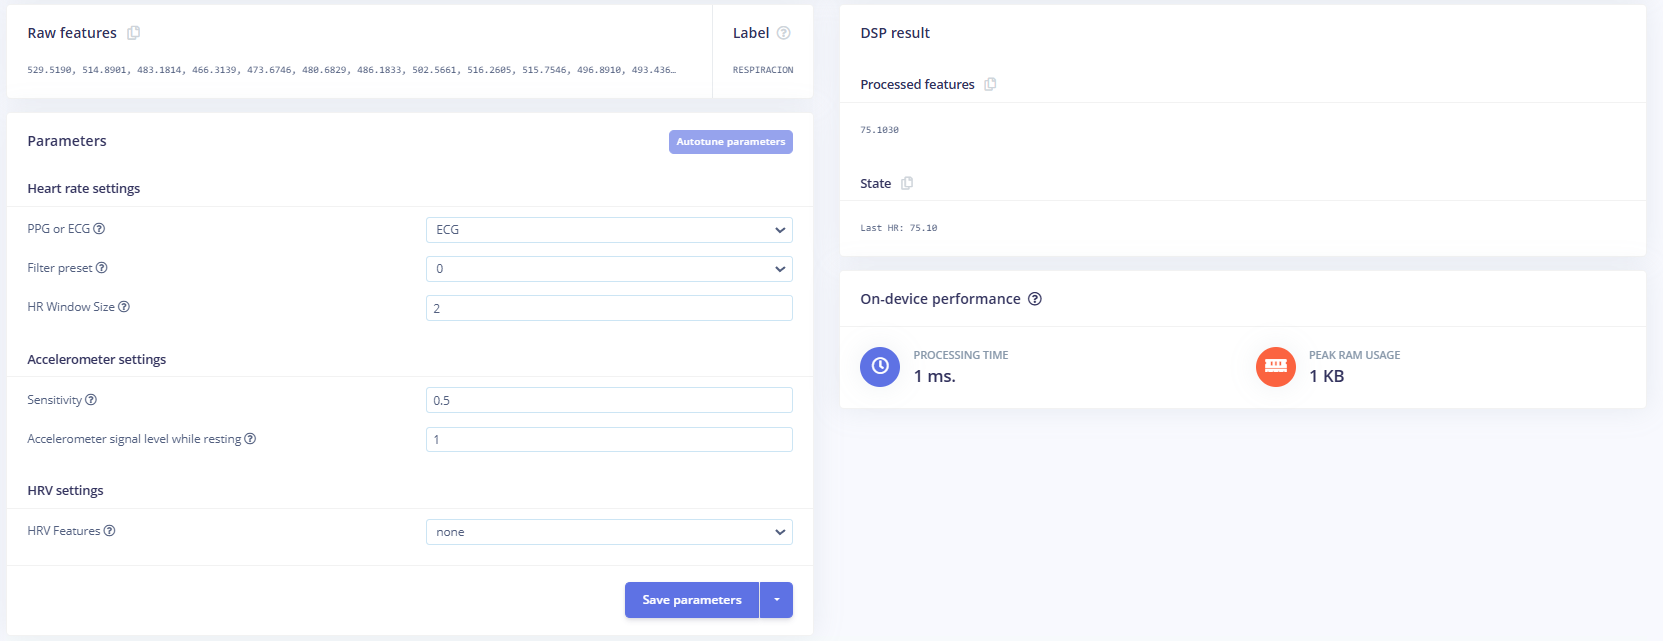 Raw features
529.5190, 514.8901, 483.1814, 466.3139, 473.6746, 480.6829, 486.1833, 502.5661, 516.2605, 515.7546, 496.8910, 493.436…
Label
RESPIRACION
Parameters
Autotune parameters
Heart rate settings
PPG or ECG
ECG
Filter preset
0
HR Window Size
2
Accelerometer settings
Sensitivity
0.5
Accelerometer signal level while resting
1
HRV settings
HRV Features
none
Save parameters
DSP result
Processed features
75.1030
State
Last HR: 75.10
On-device performance
PROCESSING TIME
1 ms.
PEAK RAM USAGE
1 KB